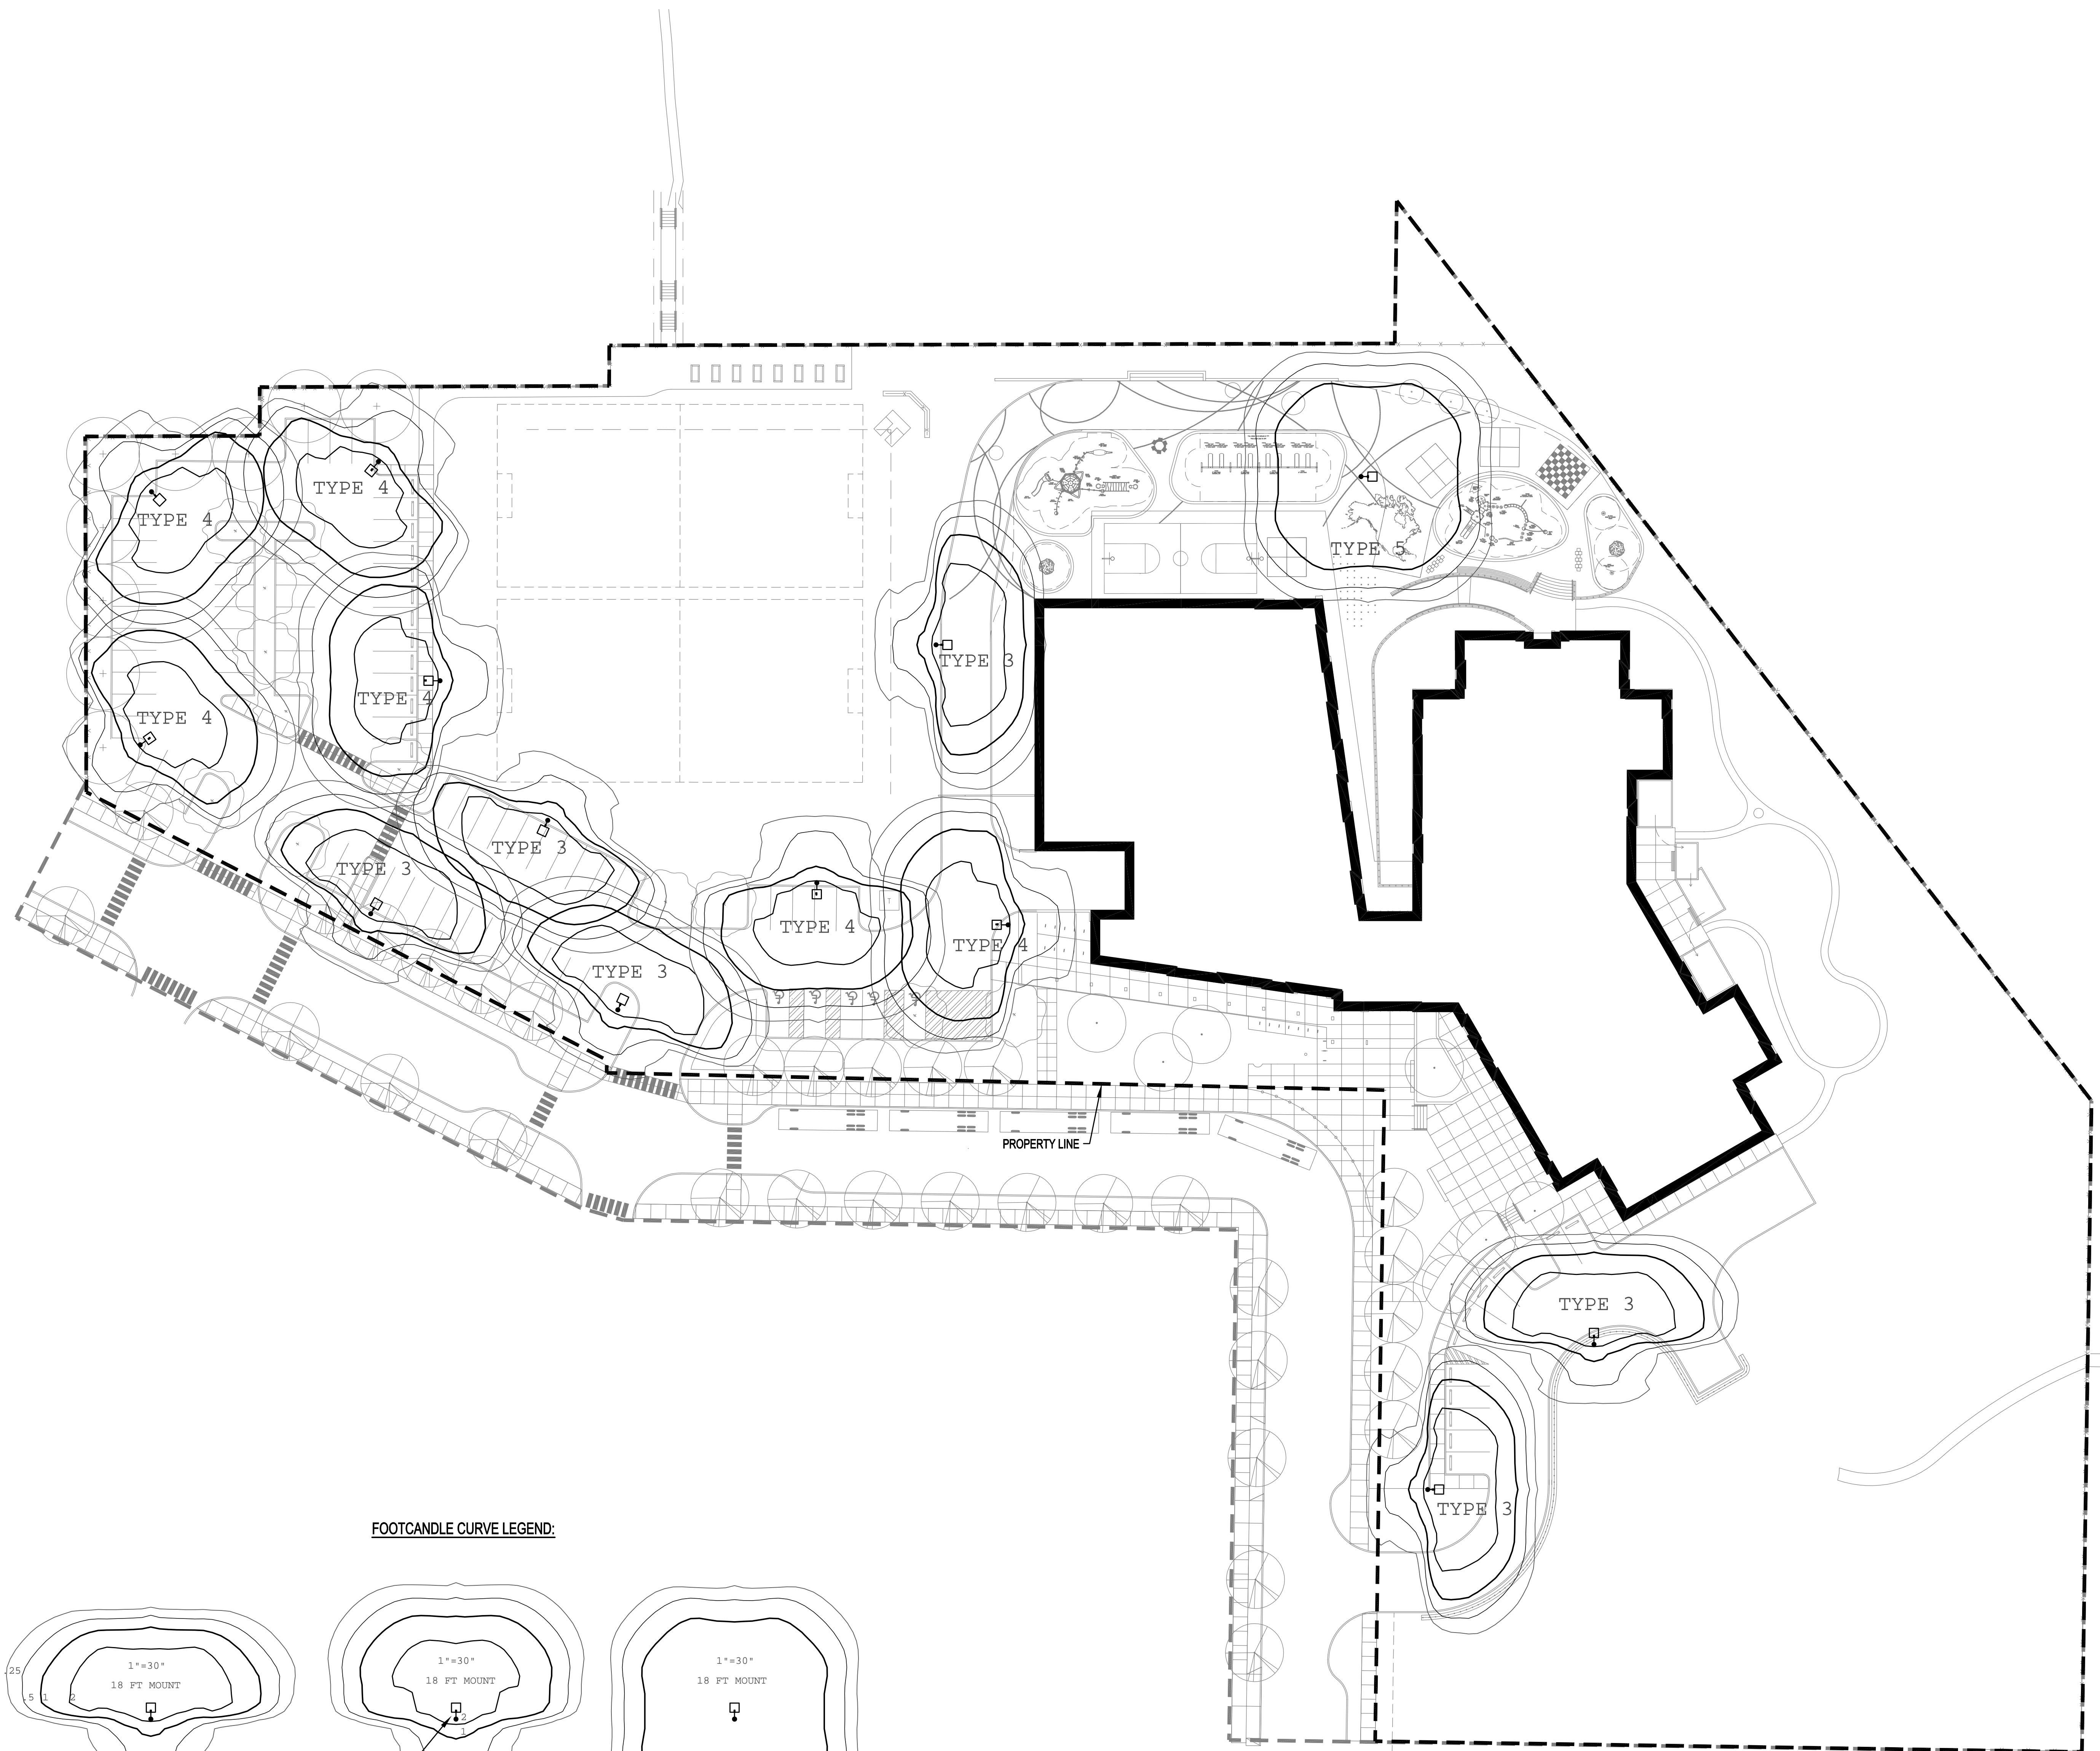 TYPE 4
TYPE 4
TYPE 5
TYPE 3
TYPE 4
TYPE 4
TYPE 3
TYPE 3
TYPE 4
TYPE 4
TYPE 3
T
PROPERTY LINE
TYPE 3
TYPE 3
FOOTCANDLE CURVE LEGEND:
1"=30"
18 FT MOUNT
.25
.5 1 2
1"=30"
18 FT MOUNT
2
1
1"=30"
18 FT MOUNT